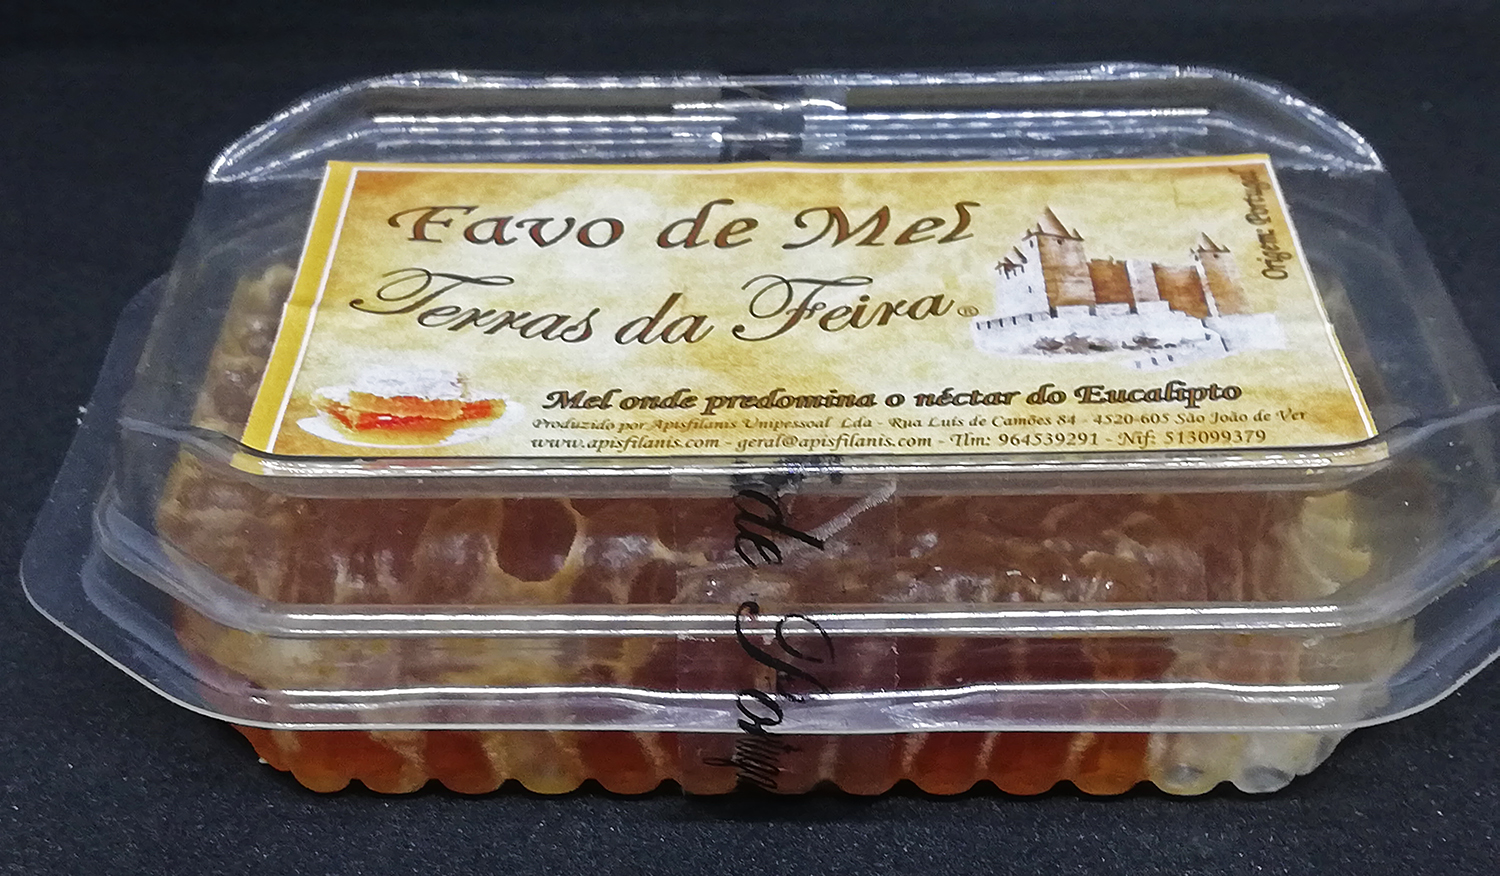 Favo de Mel
Terras da Feira®
Mel onde predomina o néctar do Eucalipto
Produzido por Apisfilanis Unipessoal Lda - Rua Luís de Camões 84 - 4520-605 São João de Ver
www.apisfilanis.com - geral@apisfilanis.com - Tlm: 964539291 - Nif: 513099379
Origem: Portugal
de